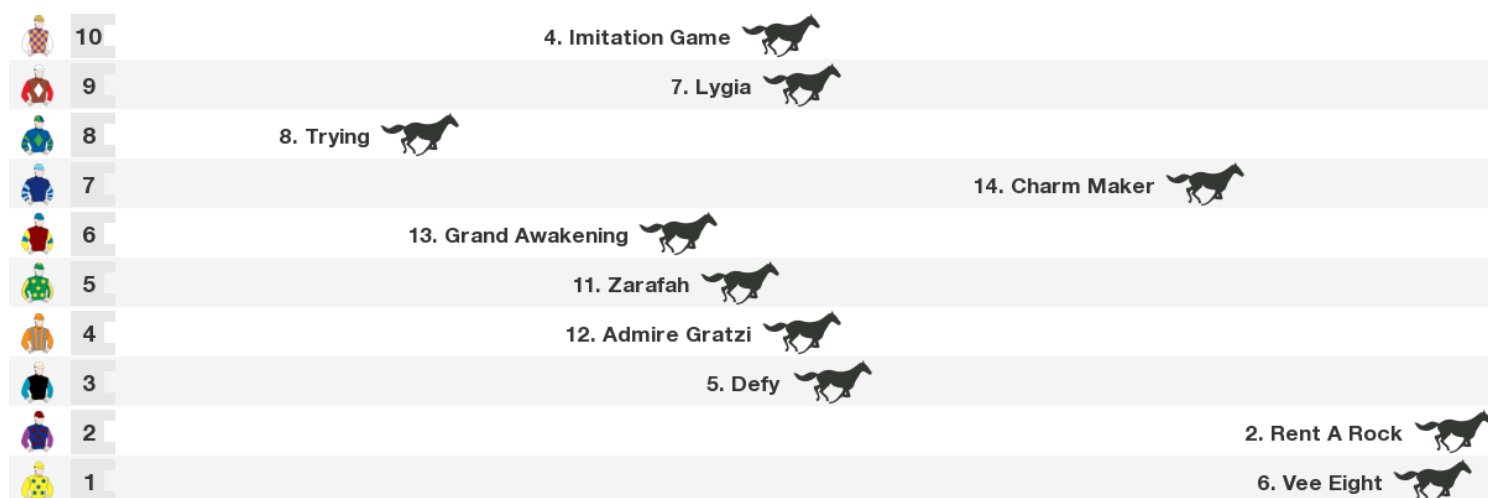 10 4. Imitation Game
9 7. Lygia
8 8. Trying
7 14. Charm Maker
6 13. Grand Awakening
5 11. Zarafah
4 12. Admire Gratzi
3 5. Defy
2 2. Rent A Rock
1 6. Vee Eight